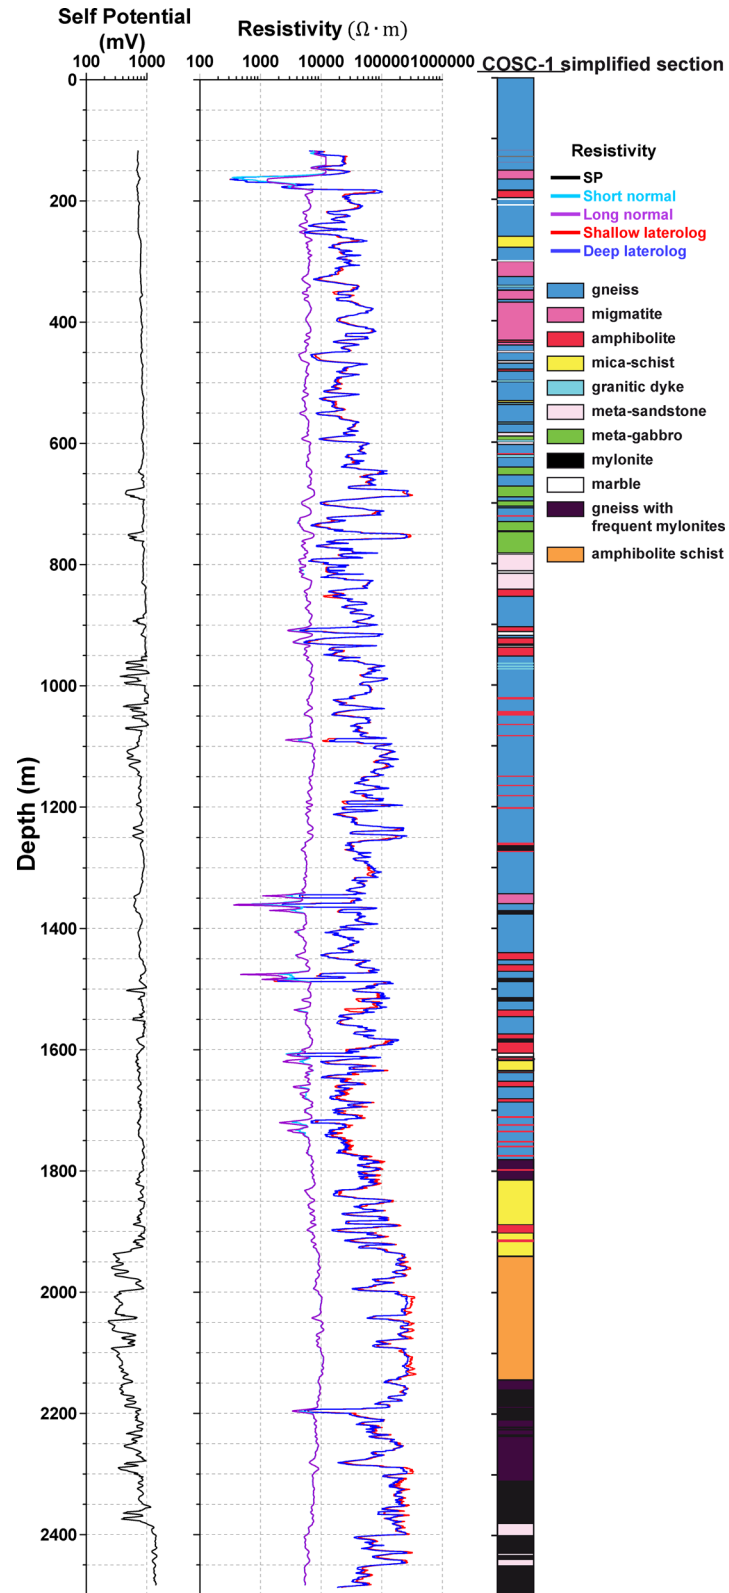 Self Potential
(mV)
100 1000
Resistivity (Ω·m)
100 1000 10000 100000 1000000
COSC-1 simplified section
0
200
400
600
800
1000
1200
1400
1600
1800
2000
2200
2400
Depth (m)
Resistivity
SP
Short normal
Long normal
Shallow laterolog
Deep laterolog
gneiss
migmatite
amphibolite
mica-schist
granitic dyke
meta-sandstone
meta-gabbro
mylonite
marble
gneiss with
frequent mylonites
amphibolite schist